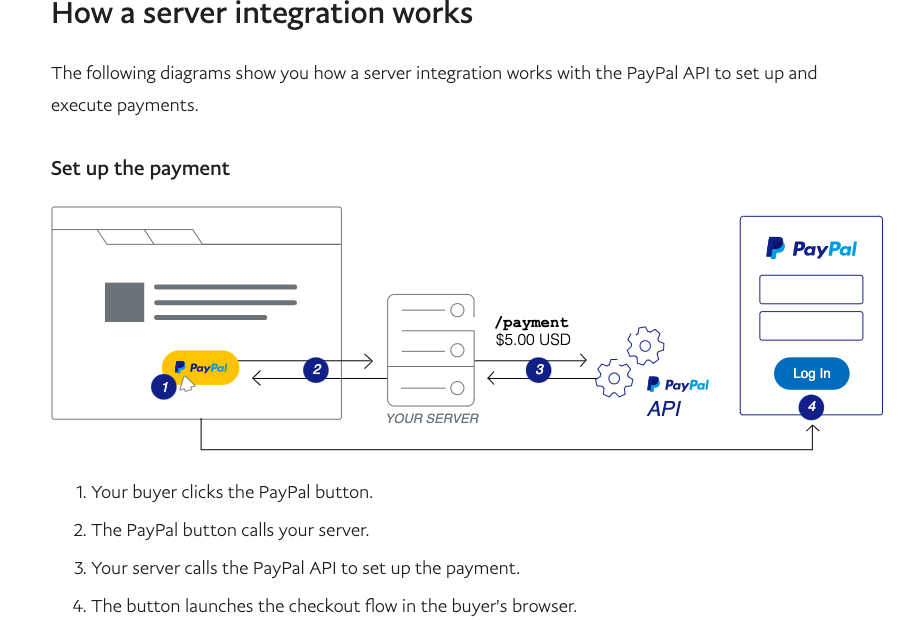 How a server integration works
The following diagrams show you how a server integration works with the PayPal API to set up and
execute payments.
Set up the payment
PayPal
/payment
$5.00 USD
PayPal
1
2
3
PayPal
Log In
4
API
YOUR SERVER
1. Your buyer clicks the PayPal button.
2. The PayPal button calls your server.
3. Your server calls the PayPal API to set up the payment.
4. The button launches the checkout flow in the buyer's browser.